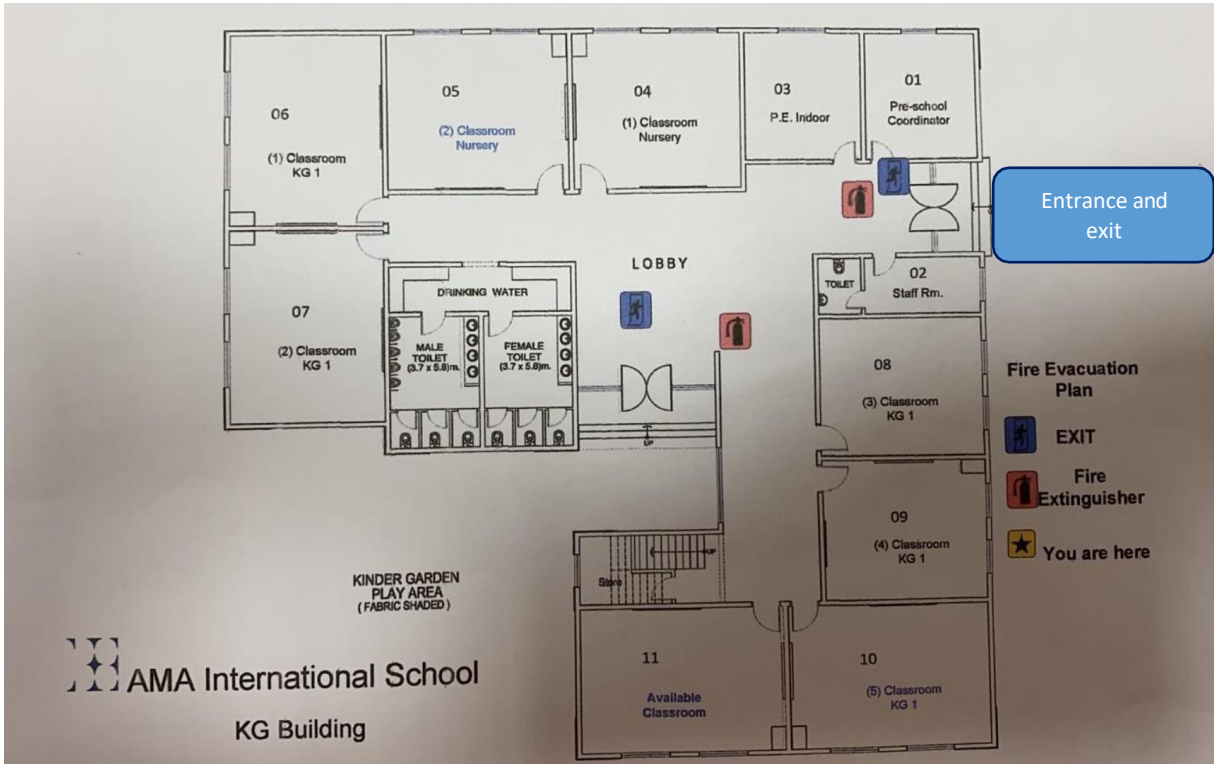 06
(1) Classroom
KG 1
05
(2) Classroom
Nursery
04
(1) Classroom
Nursery
03
P.E. Indoor
01
Pre-school
Coordinator
Entrance and
exit
LOBBY
TOILET
02
Staff Rm.
DRINKING WATER
07
(2) Classroom
KG 1
MALE
TOILET
(3.7 x 5.8)m.
FEMALE
TOILET
(3.7 x 5.8)m.
UP
08
(3) Classroom
KG 1
09
(4) Classroom
KG 1
Fire Evacuation
Plan
EXIT
Fire
Extinguisher
You are here
UP
Store
KINDER GARDEN
PLAY AREA
( FABRIC SHADED )
11
Available
Classroom
10
(5) Classroom
KG 1
AMA International School
KG Building